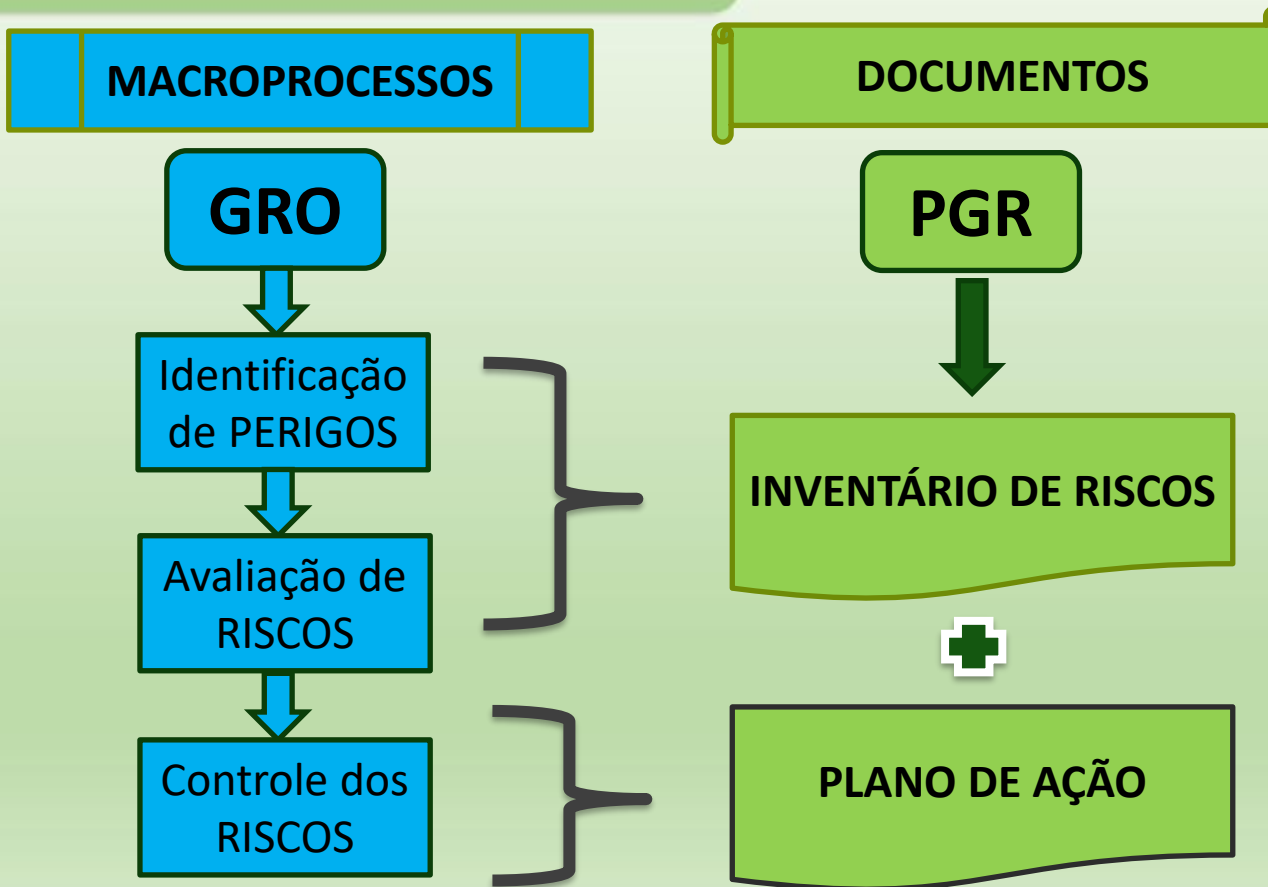 MACROPROCESSOS
DOCUMENTOS
GRO
PGR
Identificação
de PERIGOS
INVENTÁRIO DE RISCOS
Avaliação de
RISCOS
Controle dos
RISCOS
PLANO DE AÇÃO